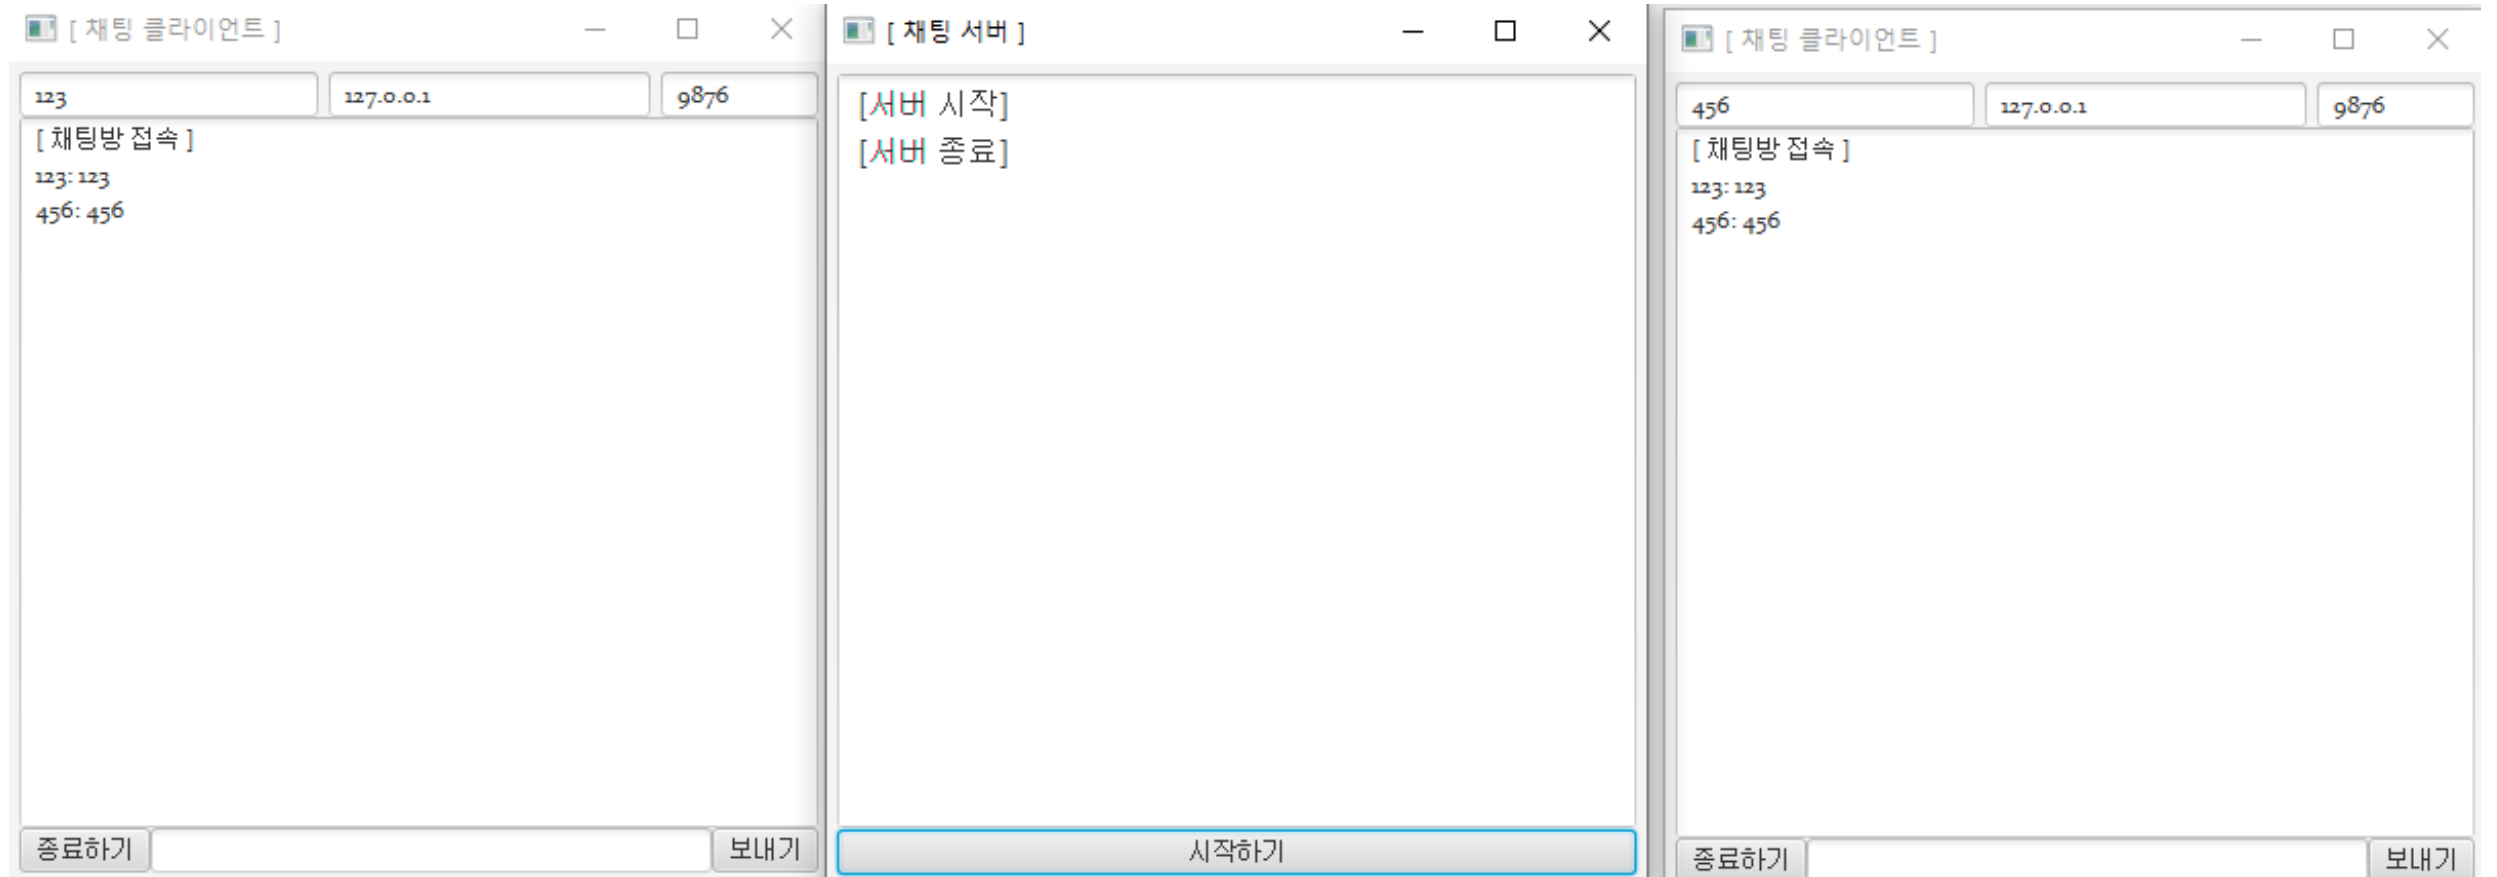 [ 채팅 클라이언트 ]
123
127.0.0.1
9876
[ 채팅방 접속 ]
123: 123
456: 456
종료하기
보내기
[ 채팅 서버 ]
[서버 시작]
[서버 종료]
시작하기
[ 채팅 클라이언트 ]
456
127.0.0.1
9876
[ 채팅방 접속 ]
123: 123
456: 456
종료하기
보내기